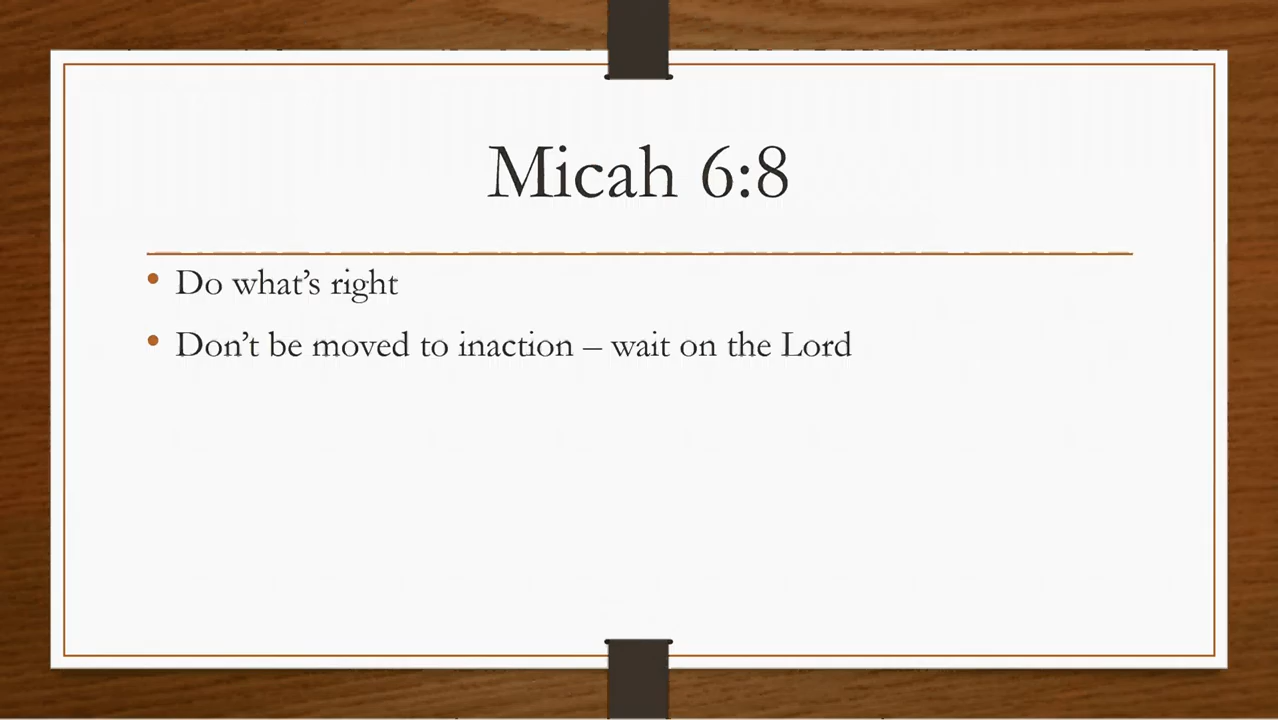 Micah 6:8
• Do what’s right
• Don’t be moved to inaction – wait on the Lord